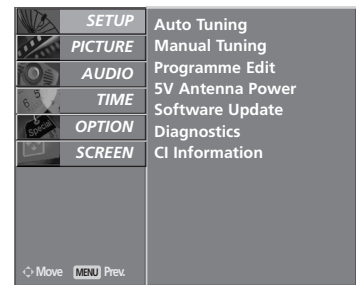 SETUP
PICTURE
AUDIO
TIME
OPTION
SCREEN
Auto Tuning
Manual Tuning
Programme Edit
5V Antenna Power
Software Update
Diagnostics
CI Information
Special
Move MENU Prev.